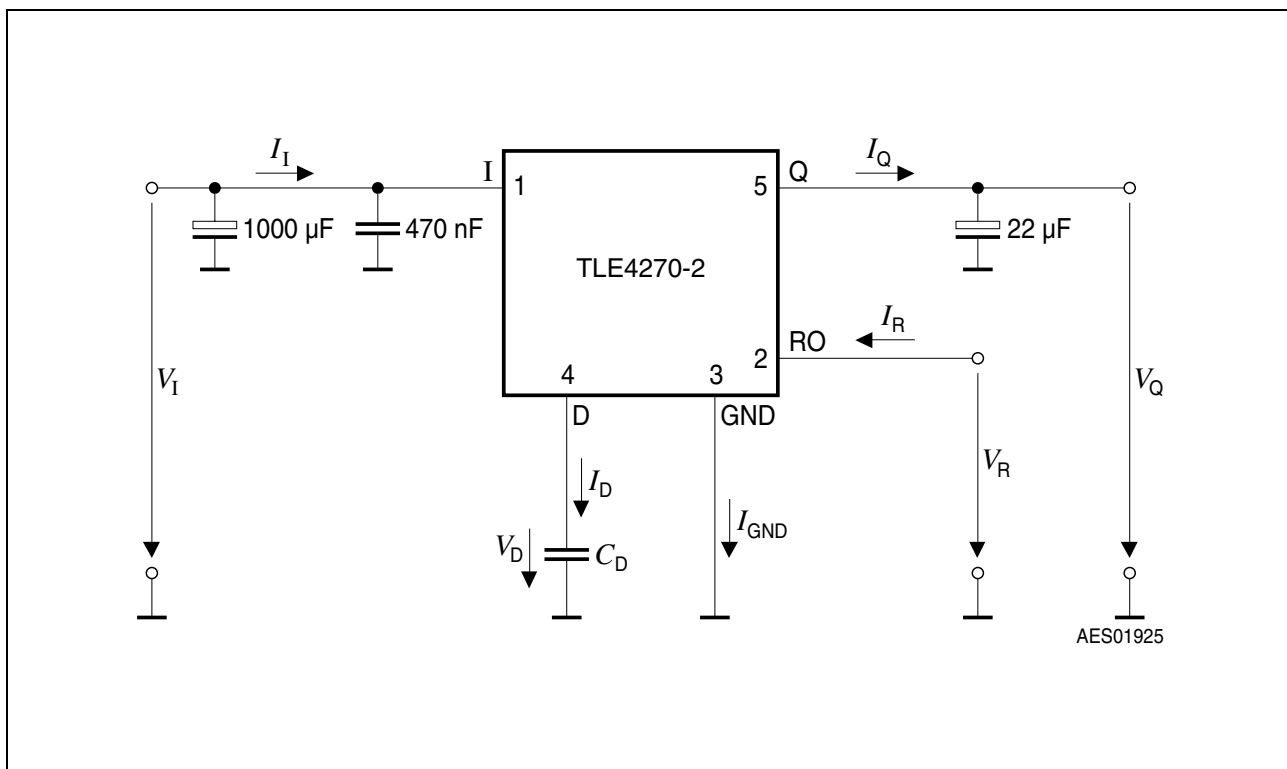 I_I
I_Q
I
1
5
Q
1000 µF
470 nF
22 µF
TLE4270-2
I_R
2
RO
V_I
4
3
V_Q
D
GND
V_R
I_D
I_GND
V_D
C_D
AES01925